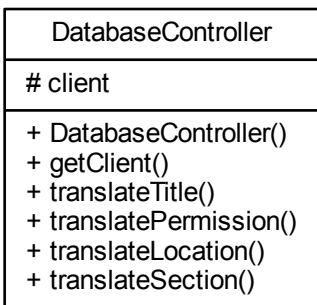 DatabaseController
# client
+ DatabaseController()
+ getClient()
+ translateTitle()
+ translatePermission()
+ translateLocation()
+ translateSection()